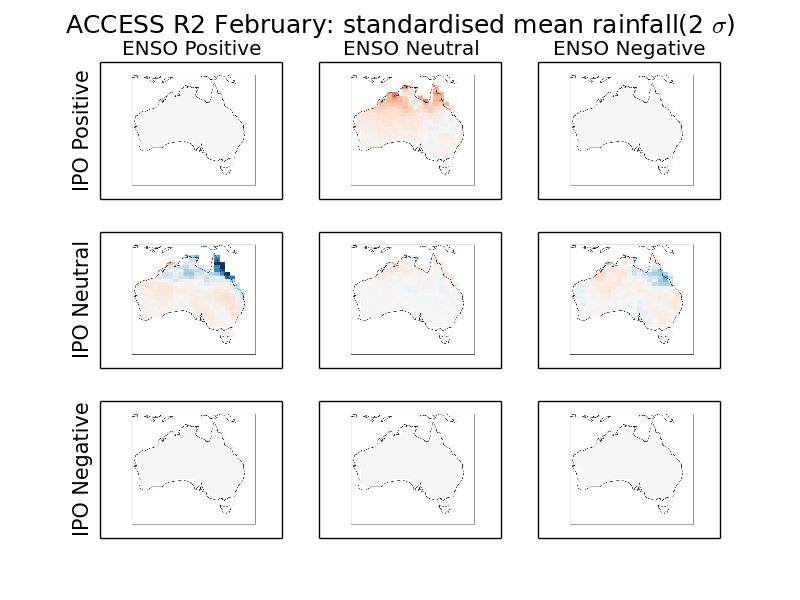 ACCESS R2 February: standardised mean rainfall(2 σ)
ENSO Positive ENSO Neutral ENSO Negative
IPO Positive
IPO Neutral
IPO Negative